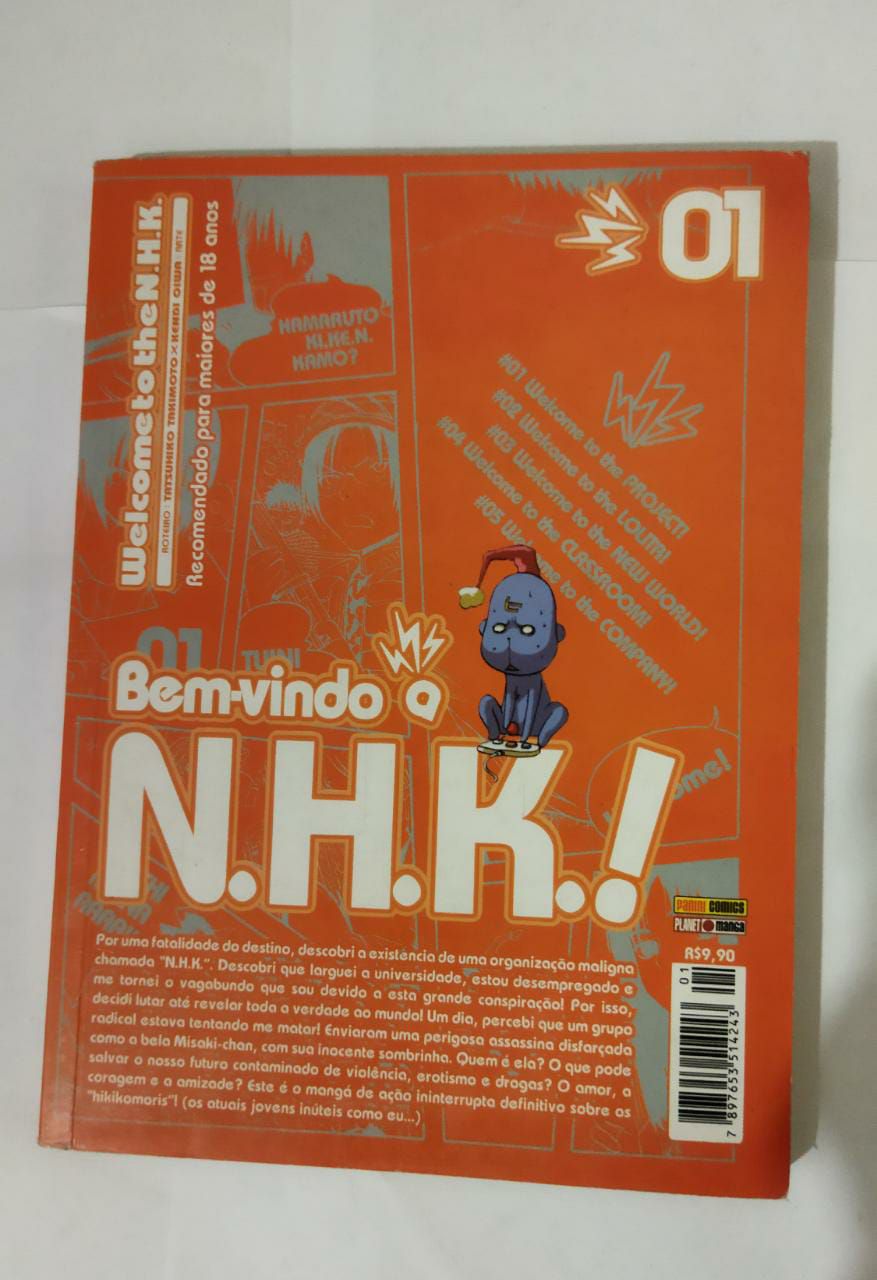 Welcome to the N.H.K.
ROTEIRO : TATSUHIKO TAKIMOTO × KENDI OIWA : ARTE
Recomendado para maiores de 18 anos
01
HAMARUTO
KI.KE.N.
KAMO?
#01 Welcome to the PROJECT!
#02 Welcome to the LOLITA!
#03 Welcome to the NEW WORLD!
#04 Welcome to the CLASSROOM!
#05 Welcome to the COMPANY!
01
TUINI
Bem-vindo a
N.H.K.!
Por uma fatalidade do destino, descobri a existência de uma organização maligna
chamada "N.H.K.". Descobri que larguei a universidade, estou desempregado e
me tornei o vagabundo que sou devido a esta grande conspiração! Por isso,
decidi lutar até revelar toda a verdade ao mundo! Um dia, percebi que um grupo
radical estava tentando me matar! Enviaram uma perigosa assassina disfarçada
como a bela Misaki-chan, com sua inocente sombrinha. Quem é ela? O que pode
salvar o nosso futuro contaminado de violência, erotismo e drogas? O amor, a
coragem e a amizade? Este é o mangá de ação ininterrupta definitivo sobre os
"hikikomoris"! (os atuais jovens inúteis como eu...)
PANINI COMICS
PLANET manga
R$9,90
01
7 897653 514243